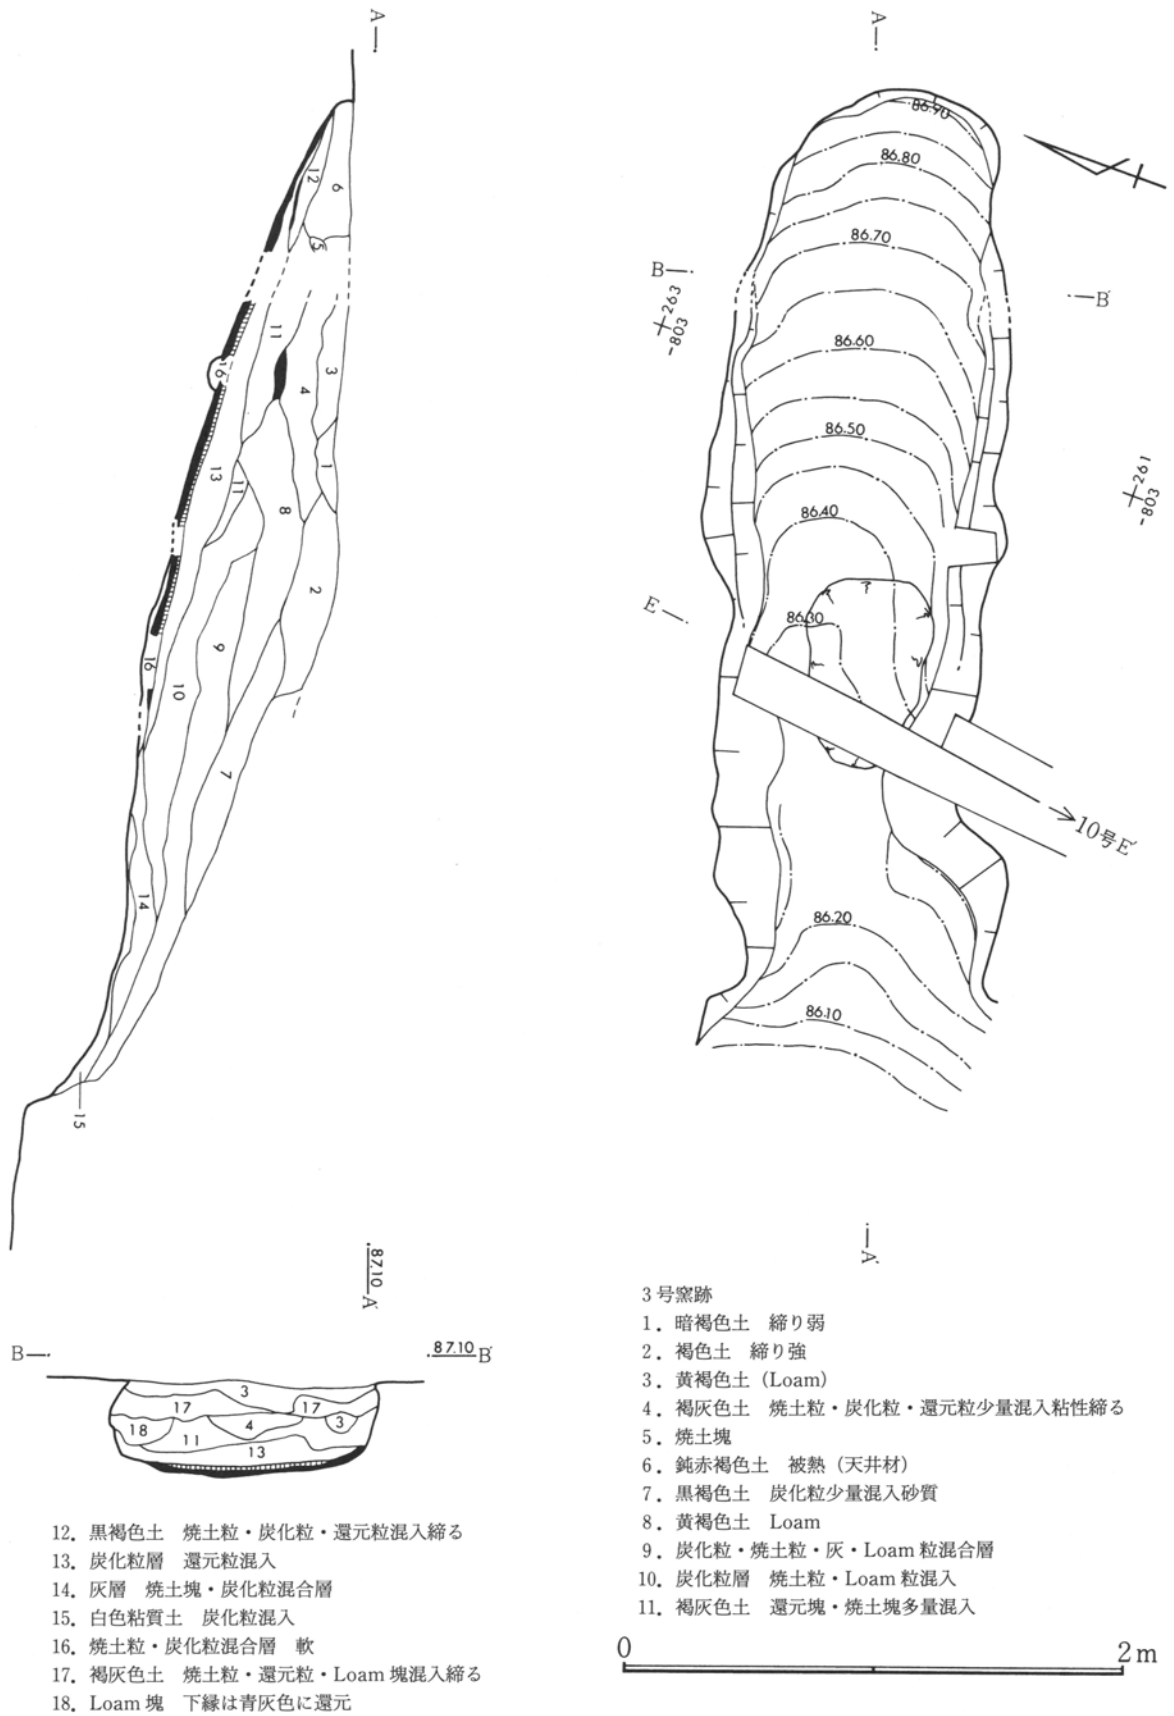 A
A
86.90
86.80
86.70
86.60
86.50
86.40
86.30
86.20
86.10
B
B′
263
-803
261
-803
E
10号E′
A′
12
6
5
11
3
4
16
13
1
11
8
2
9
16
10
7
14
15
87.10 A′
B
87.10 B′
3
17
17
18
4
3
11
13
3号窯跡
1. 暗褐色土　締り弱
2. 褐色土　締り強
3. 黄褐色土 (Loam)
4. 褐灰色土　焼土粒・炭化粒・還元粒少量混入粘性締る
5. 焼土塊
6. 鈍赤褐色土　被熱（天井材）
7. 黒褐色土　炭化粒少量混入砂質
8. 黄褐色土　Loam
9. 炭化粒・焼土粒・灰・Loam 粒混合層
10. 炭化粒層　焼土粒・Loam 粒混入
11. 褐灰色土　還元塊・焼土塊多量混入
12. 黒褐色土　焼土粒・炭化粒・還元粒混入締る
13. 炭化粒層　還元粒混入
14. 灰層　焼土塊・炭化粒混合層
15. 白色粘質土　炭化粒混入
16. 焼土粒・炭化粒混合層　軟
17. 褐灰色土　焼土粒・還元粒・Loam 塊混入締る
18. Loam 塊　下縁は青灰色に還元
0
2m